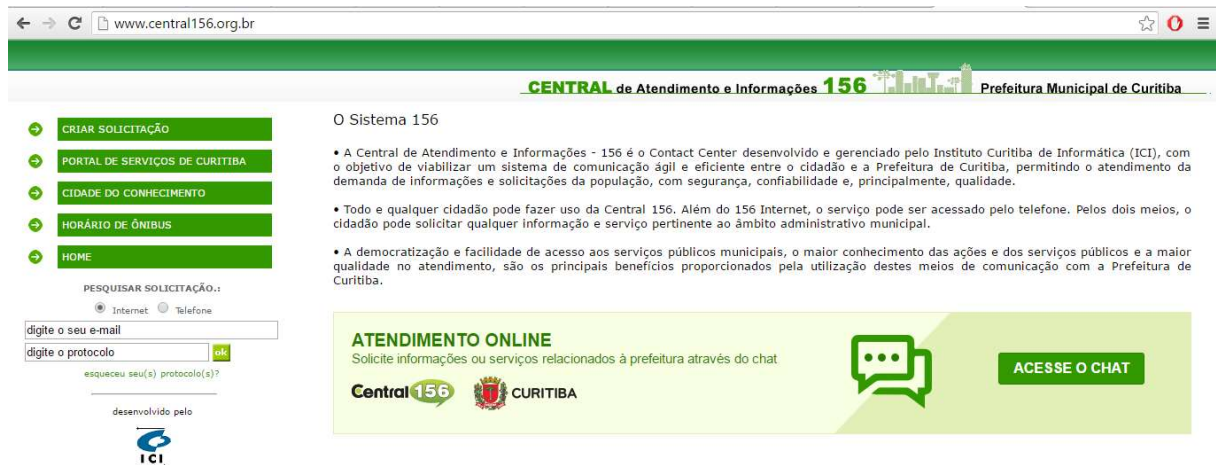 www.central156.org.br
CENTRAL de Atendimento e Informações 156 Prefeitura Municipal de Curitiba
CRIAR SOLICITAÇÃO
PORTAL DE SERVIÇOS DE CURITIBA
CIDADE DO CONHECIMENTO
HORÁRIO DE ÔNIBUS
HOME
PESQUISAR SOLICITAÇÃO.:
Internet Telefone
digite o seu e-mail
digite o protocolo ok
esqueceu seu(s) protocolo(s)?
desenvolvido pelo
ICI
O Sistema 156
• A Central de Atendimento e Informações - 156 é o Contact Center desenvolvido e gerenciado pelo Instituto Curitiba de Informática (ICI), com
o objetivo de viabilizar um sistema de comunicação ágil e eficiente entre o cidadão e a Prefeitura de Curitiba, permitindo o atendimento da
demanda de informações e solicitações da população, com segurança, confiabilidade e, principalmente, qualidade.
• Todo e qualquer cidadão pode fazer uso da Central 156. Além do 156 Internet, o serviço pode ser acessado pelo telefone. Pelos dois meios, o
cidadão pode solicitar qualquer informação e serviço pertinente ao âmbito administrativo municipal.
• A democratização e facilidade de acesso aos serviços públicos municipais, o maior conhecimento das ações e dos serviços públicos e a maior
qualidade no atendimento, são os principais benefícios proporcionados pela utilização destes meios de comunicação com a Prefeitura de
Curitiba.
ATENDIMENTO ONLINE
Solicite informações ou serviços relacionados à prefeitura através do chat
Central 156 CURITIBA
ACESSE O CHAT